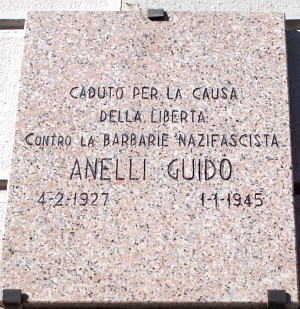 CADUTO PER LA CAUSA
DELLA LIBERTA'
CONTRO LA BARBARIE NAZIFASCISTA
ANELLI GUIDO
4-2-1927 1-1-1945